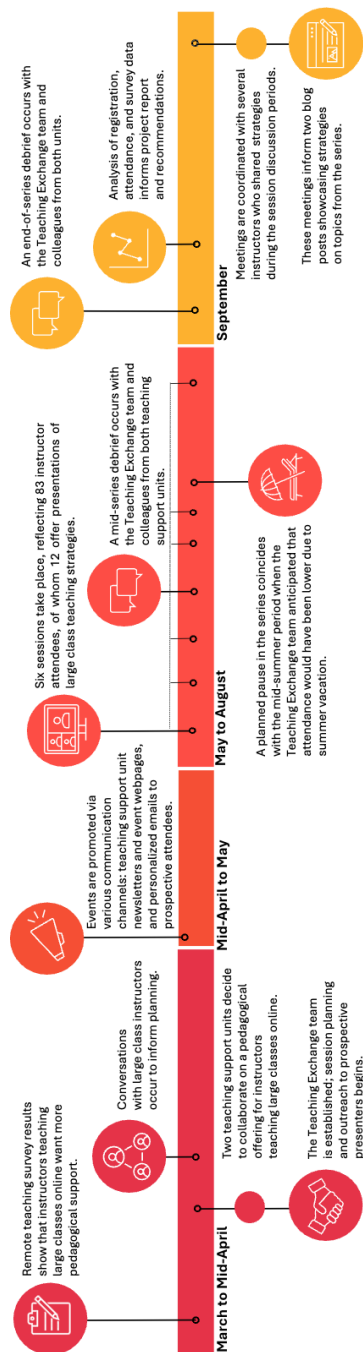 Remote teaching survey results
show that instructors teaching
large classes online want more
pedagogical support.
Conversations
with large class instructors
occur to inform planning.
March to Mid-April
Two teaching support units decide
to collaborate on a pedagogical
offering for instructors
teaching large classes online.
The Teaching Exchange team
is established; session planning
and outreach to prospective
presenters begins.
Events are promoted via
various communication
channels: teaching support unit
newsletters and event webpages,
and personalized emails to
prospective attendees.
Mid-April to May
Six sessions take place, reflecting 83 instructor
attendees, of whom 12 offer presentations of
large class teaching strategies.
A mid-series debrief occurs with
the Teaching Exchange team and
colleagues from both teaching
support units.
May to August
A planned pause in the series coincides
with the mid-summer period when the
Teaching Exchange team anticipated that
attendance would have been lower due to
summer vacation.
An end-of-series debrief occurs with
the Teaching Exchange team and
colleagues from both units.
Analysis of registration,
attendance, and survey data
informs project report
and recommendations.
September
Meetings are coordinated with several
instructors who shared strategies
during the session discussion periods.
These meetings inform two blog
posts showcasing strategies
on topics from the series.